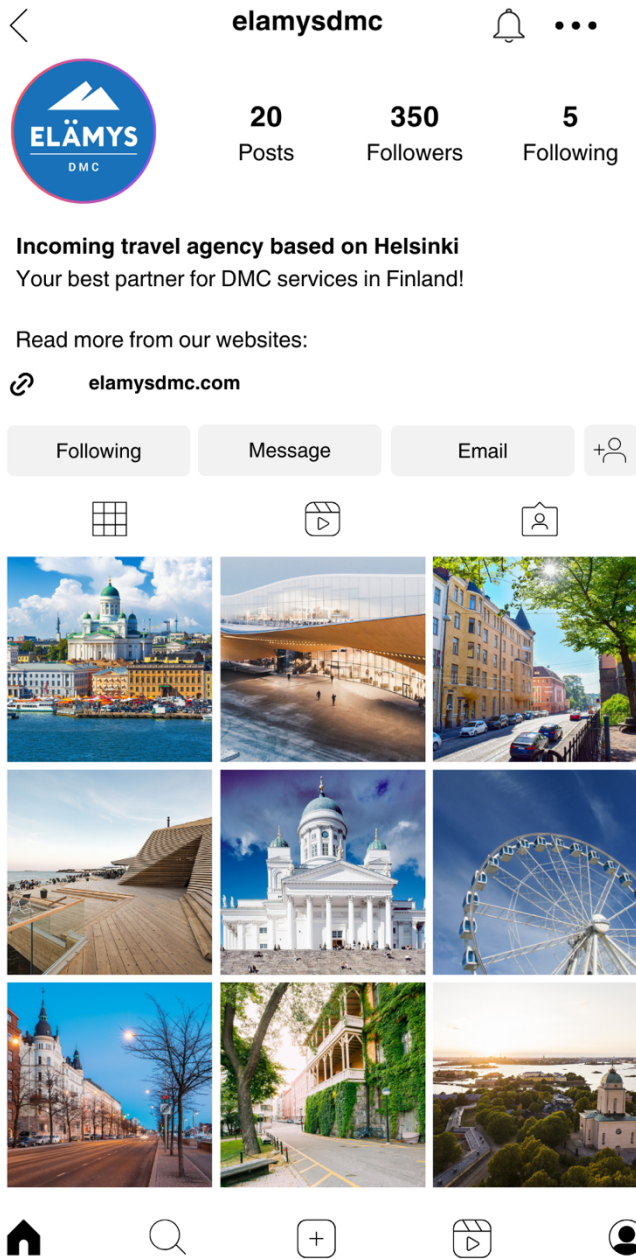 elamysdmc
ELÄMYS
DMC
20
Posts
350
Followers
5
Following
Incoming travel agency based on Helsinki
Your best partner for DMC services in Finland!
Read more from our websites:
elamysdmc.com
Following
Message
Email